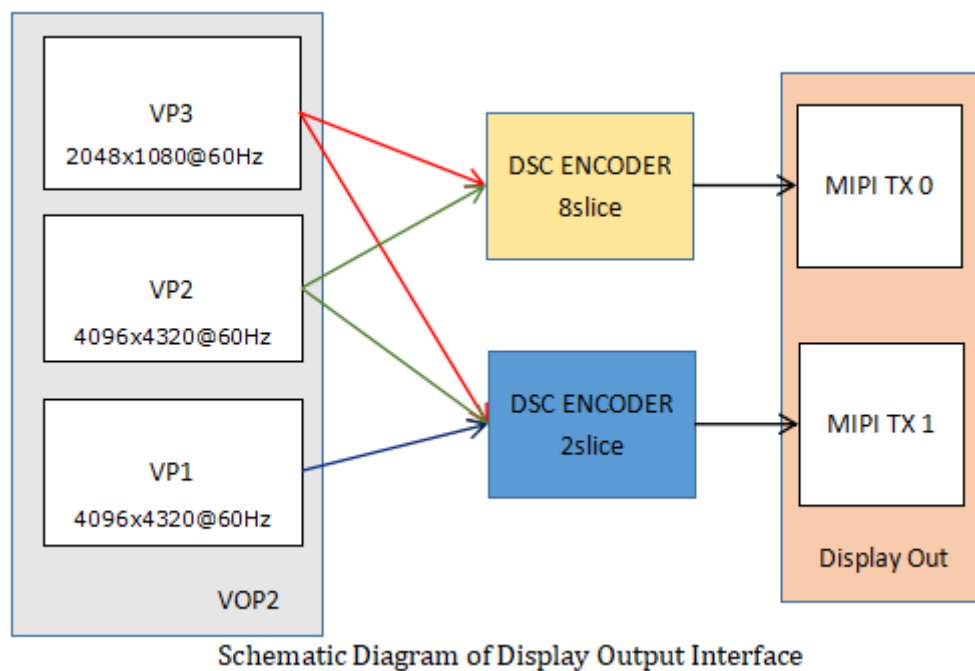 VP3
2048x1080@60Hz
VP2
4096x4320@60Hz
VP1
4096x4320@60Hz
VOP2
DSC ENCODER
8slice
DSC ENCODER
2slice
MIPI TX 0
MIPI TX 1
Display Out
Schematic Diagram of Display Output Interface